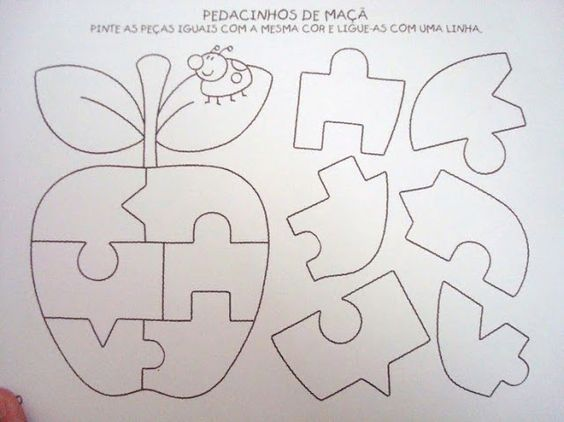 PEDACINHOS DE MAÇÃ
PINTE AS PEÇAS IGUAIS COM A MESMA COR E LIGUE-AS COM UMA LINHA.